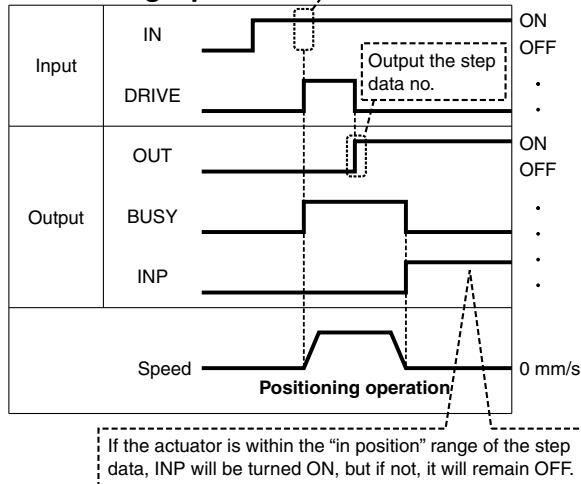 IN
ON
OFF
Input
Output the step
data no.
DRIVE
OUT
ON
OFF
Output
BUSY
INP
Speed
0 mm/s
Positioning operation
If the actuator is within the “in position” range of the step
data, INP will be turned ON, but if not, it will remain OFF.